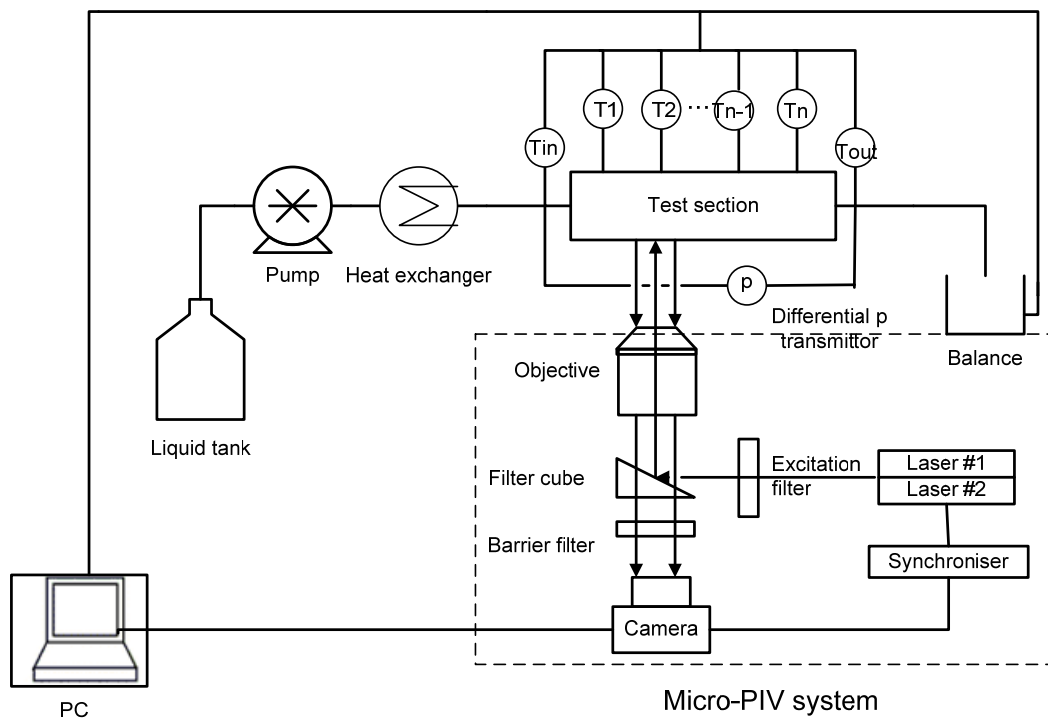 T1
T2
...
Tn-1
Tn
Tin
Tout
Test section
Pump
Heat exchanger
p
Differential p
transmittor
Balance
Liquid tank
Objective
Filter cube
Excitation
filter
Laser #1
Laser #2
Barrier filter
Synchroniser
Camera
PC
Micro-PIV system